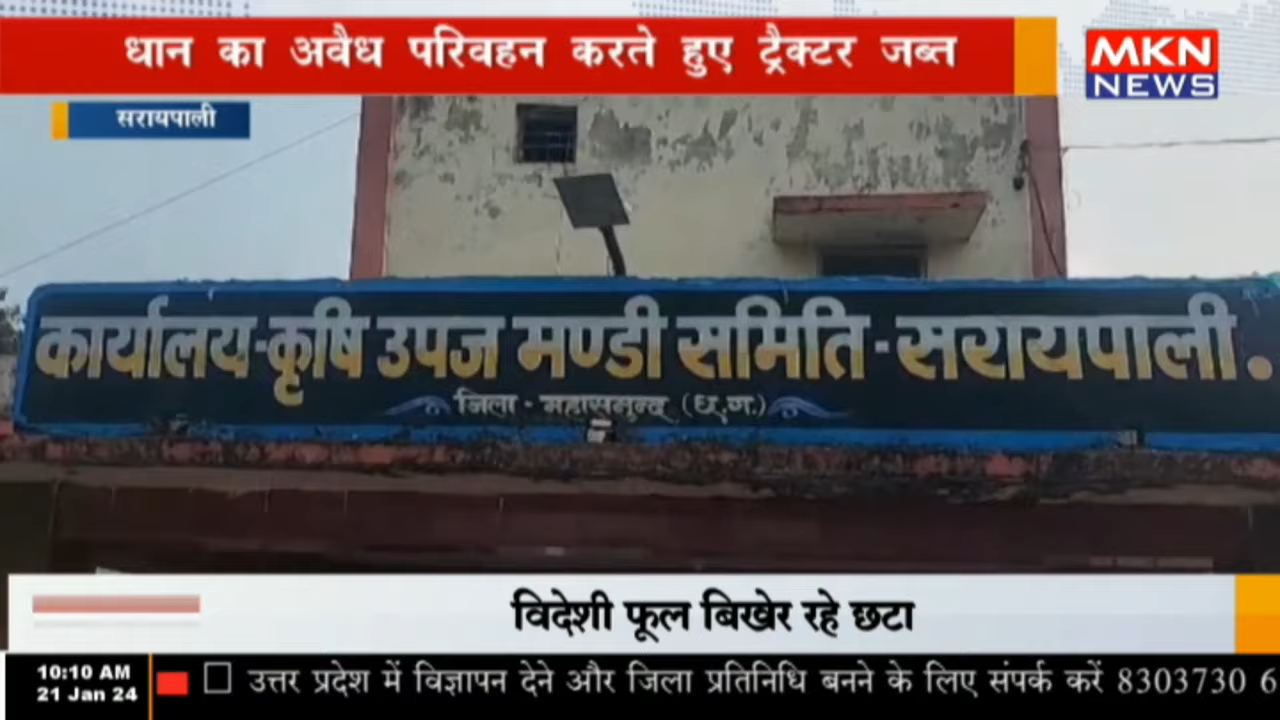 धान का अवैध परिवहन करते हुए ट्रैक्टर जब्त
MKN
NEWS
सरायपाली
कार्यालय-कृषि उपज मण्डी समिति-सरायपाली.
जिला - महासमुन्द (छ.ग.)
विदेशी फूल बिखेर रहे छटा
10:10 AM
21 Jan 24
उत्तर प्रदेश में विज्ञापन देने और जिला प्रतिनिधि बनने के लिए संपर्क करें 8303730 6